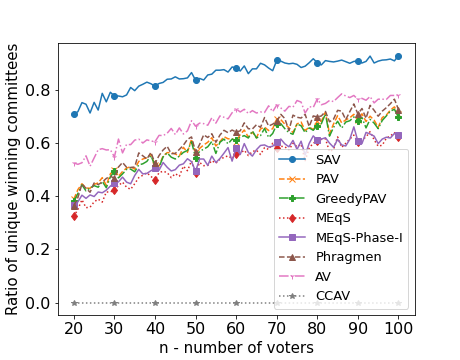 Ratio of unique winning committees
0.8
0.6
0.4
0.2
0.0
SAV
PAV
GreedyPAV
MEqS
MEqS-Phase-I
Phragmen
AV
CCAV
20 30 40 50 60 70 80 90 100
n - number of voters